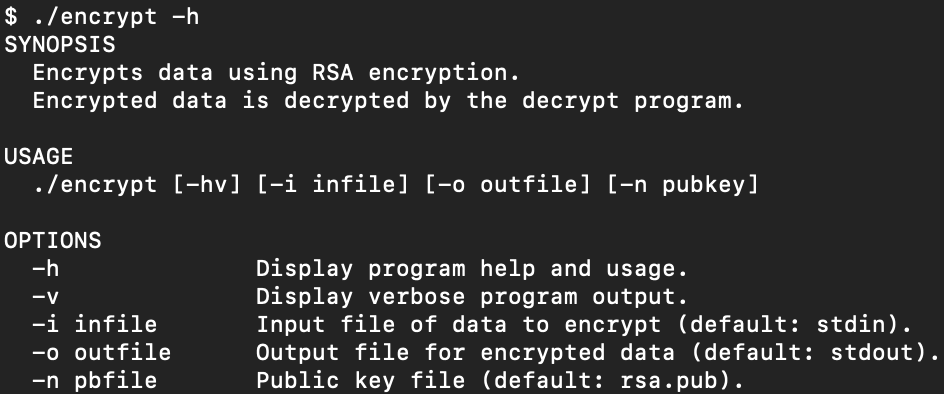 $ ./encrypt -h
SYNOPSIS
  Encrypts data using RSA encryption.
  Encrypted data is decrypted by the decrypt program.

USAGE
  ./encrypt [-hv] [-i infile] [-o outfile] [-n pubkey]

OPTIONS
  -h              Display program help and usage.
  -v              Display verbose program output.
  -i infile       Input file of data to encrypt (default: stdin).
  -o outfile      Output file for encrypted data (default: stdout).
  -n pbfile       Public key file (default: rsa.pub).